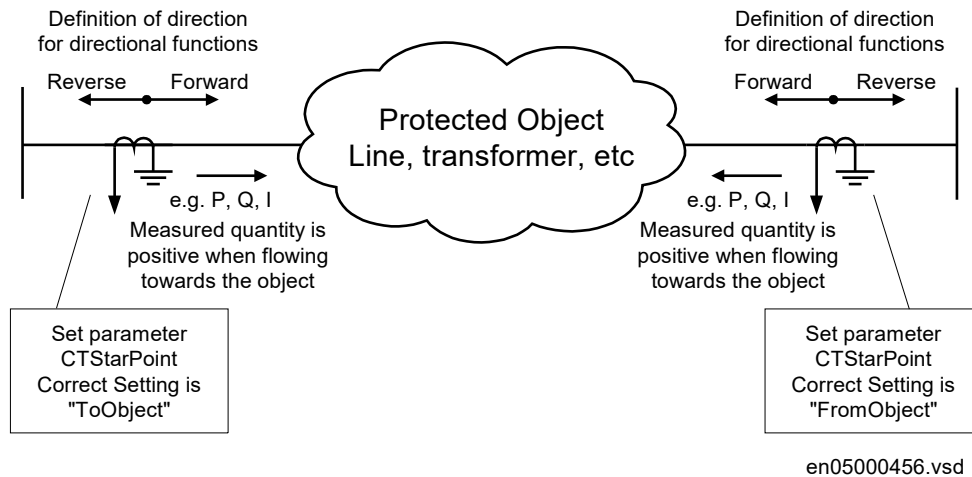 Definition of direction
for directional functions
Reverse
Forward
Protected Object
Line, transformer, etc
Definition of direction
for directional functions
Forward
Reverse
e.g. P, Q, I
Measured quantity is
positive when flowing
towards the object
e.g. P, Q, I
Measured quantity is
positive when flowing
towards the object
Set parameter
CTStarPoint
Correct Setting is
"ToObject"
Set parameter
CTStarPoint
Correct Setting is
"FromObject"
en05000456.vsd